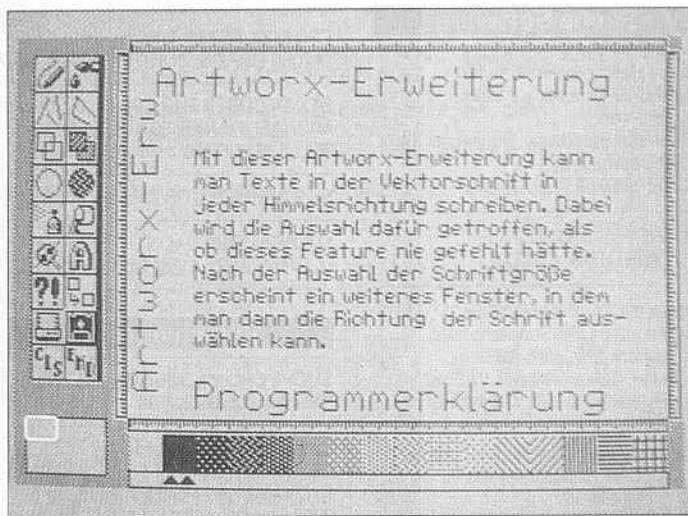 Artworx-Erweiterung
Artworx-Erw
Mit dieser Artworx-Erweiterung kann
man Texte in der Vektorschrift in
jeder Himmelsrichtung schreiben. Dabei
wird die Auswahl dafür getroffen, als
ob dieses Feature nie gefehlt hätte.
Nach der Auswahl der Schriftgröße
erscheint ein weiteres Fenster, in dem
man dann die Richtung der Schrift aus-
wählen kann.
Programmerklärung
?!
CLS